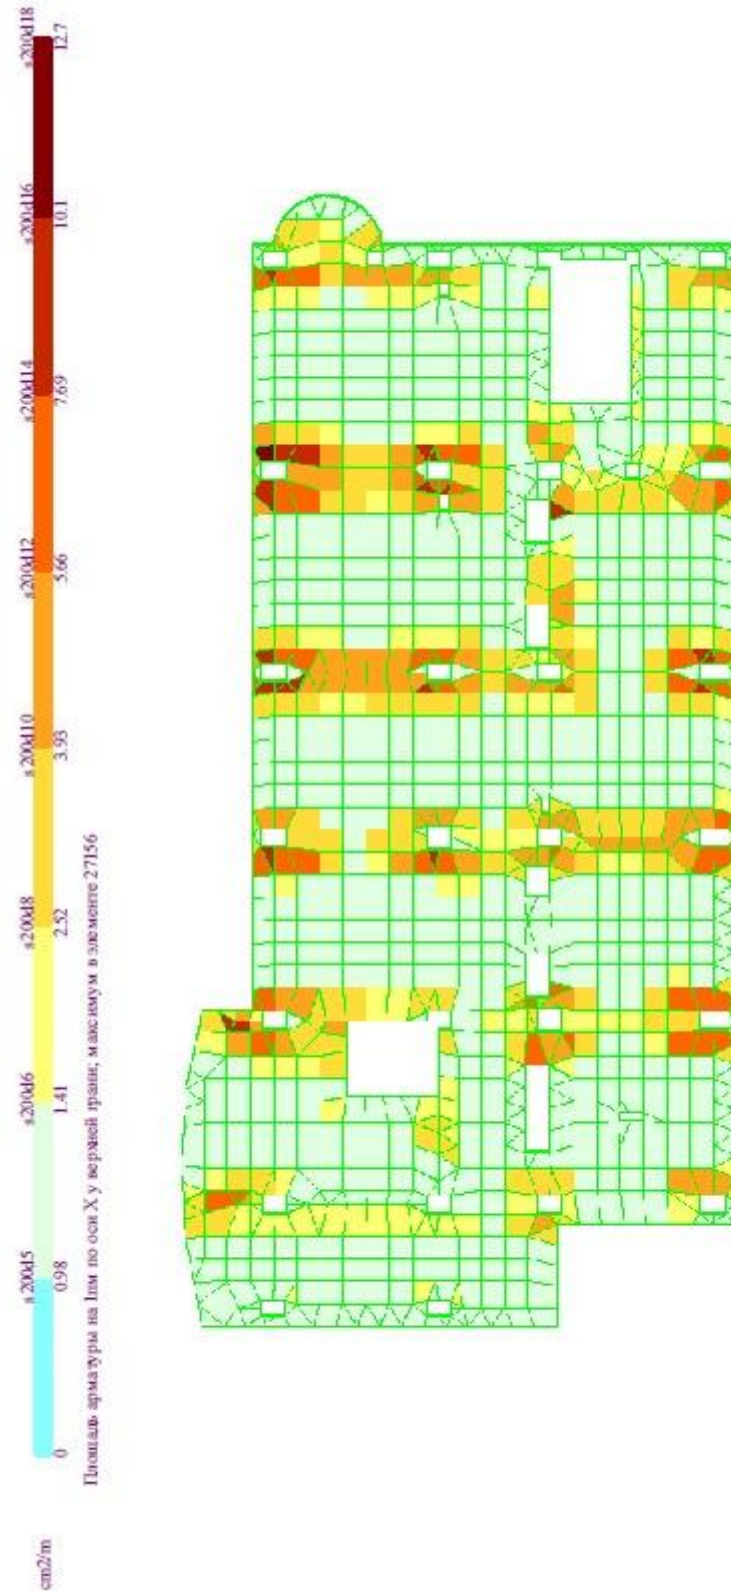 s200d5 s200d6 s200d8 s200d10 s200d12 s200d14 s200d16 s200d18
cm2/m 0 0.98 1.41 2.52 3.93 5.66 7.69 10.1 12.7
Площадь арматуры на 1пм по оси X у верхней грани; максимум в элементе 27156